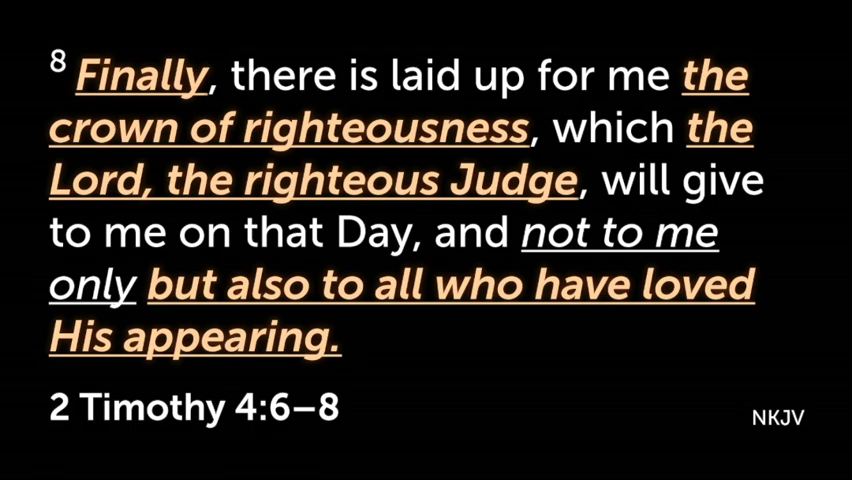 8 Finally, there is laid up for me the
crown of righteousness, which the
Lord, the righteous Judge, will give
to me on that Day, and not to me
only but also to all who have loved
His appearing.
2 Timothy 4:6–8
NKJV